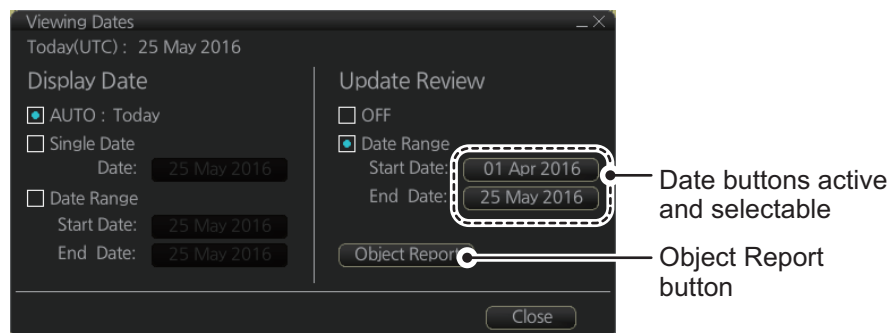 Viewing Dates
Today(UTC) : 25 May 2016
Display Date
AUTO : Today
Single Date
Date: 25 May 2016
Date Range
Start Date: 25 May 2016
End Date: 25 May 2016
Update Review
OFF
Date Range
Start Date: 01 Apr 2016
End Date: 25 May 2016
Object Report
Close
Date buttons active
and selectable
Object Report
button